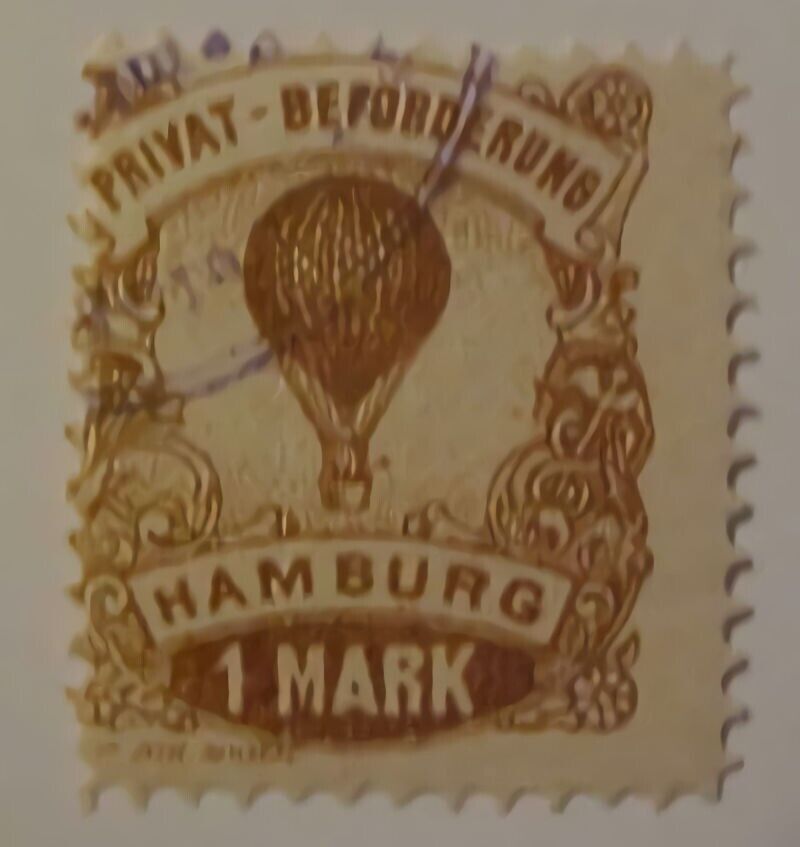 PRIVAT - BEFÖRDERUNG
HAMBURG
1 MARK